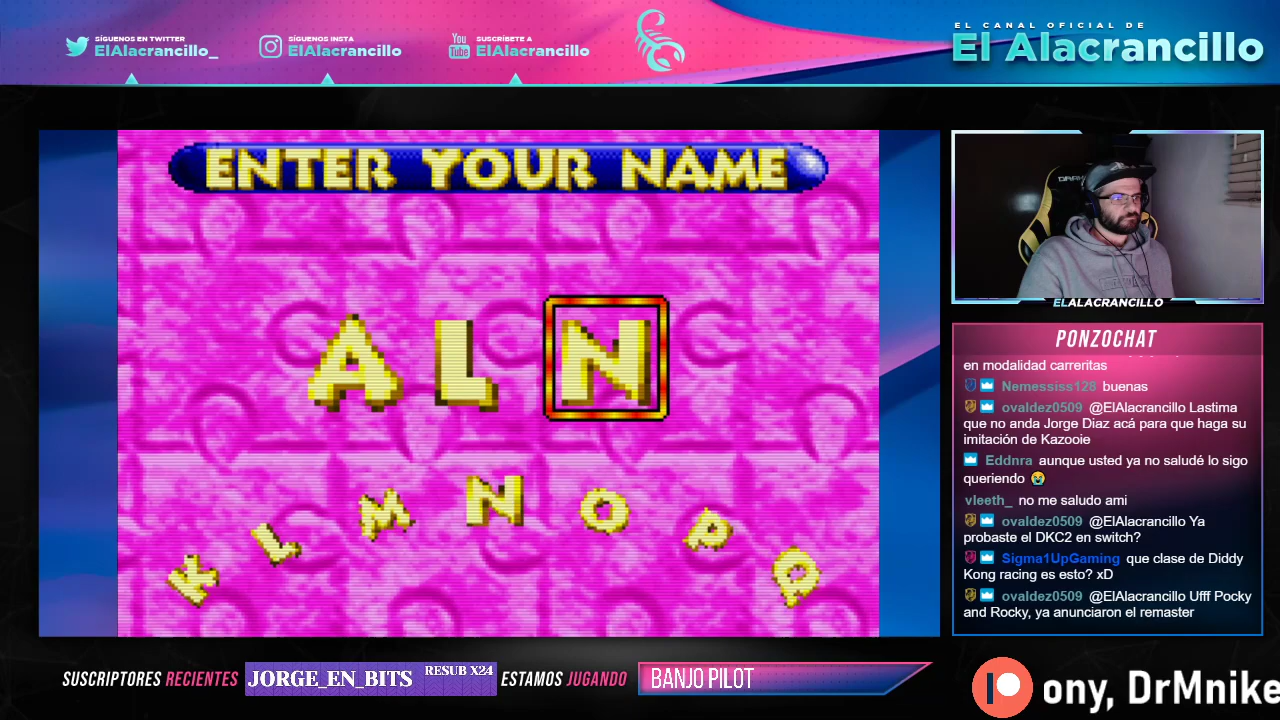 SÍGUENOS EN TWITTER
ElAlacrancillo_
SÍGUENOS INSTA
ElAlacrancillo
You Tube
SUSCRÍBETE A
ElAlacrancillo
EL CANAL OFICIAL DE
El Alacrancillo
ENTER YOUR NAME
A L N
K L M N O P Q
ELALACRANCILLO
PONZOCHAT
en modalidad carreritas
Nemessiss128 buenas
ovaldez0509 @ElAlacrancillo Lastima
que no anda Jorge Diaz acá para que haga su
imitación de Kazooie
Eddnra aunque usted ya no saludé lo sigo
queriendo 😭
vleeth_ no me saludo ami
ovaldez0509 @ElAlacrancillo Ya
probaste el DKC2 en switch?
Sigma1UpGaming que clase de Diddy
Kong racing es esto? xD
ovaldez0509 @ElAlacrancillo Ufff Pocky
and Rocky, ya anunciaron el remaster
SUSCRIPTORES RECIENTES
JORGE_EN_BITS
RESUB X24
ESTAMOS JUGANDO
BANJO PILOT
ony, DrMnike